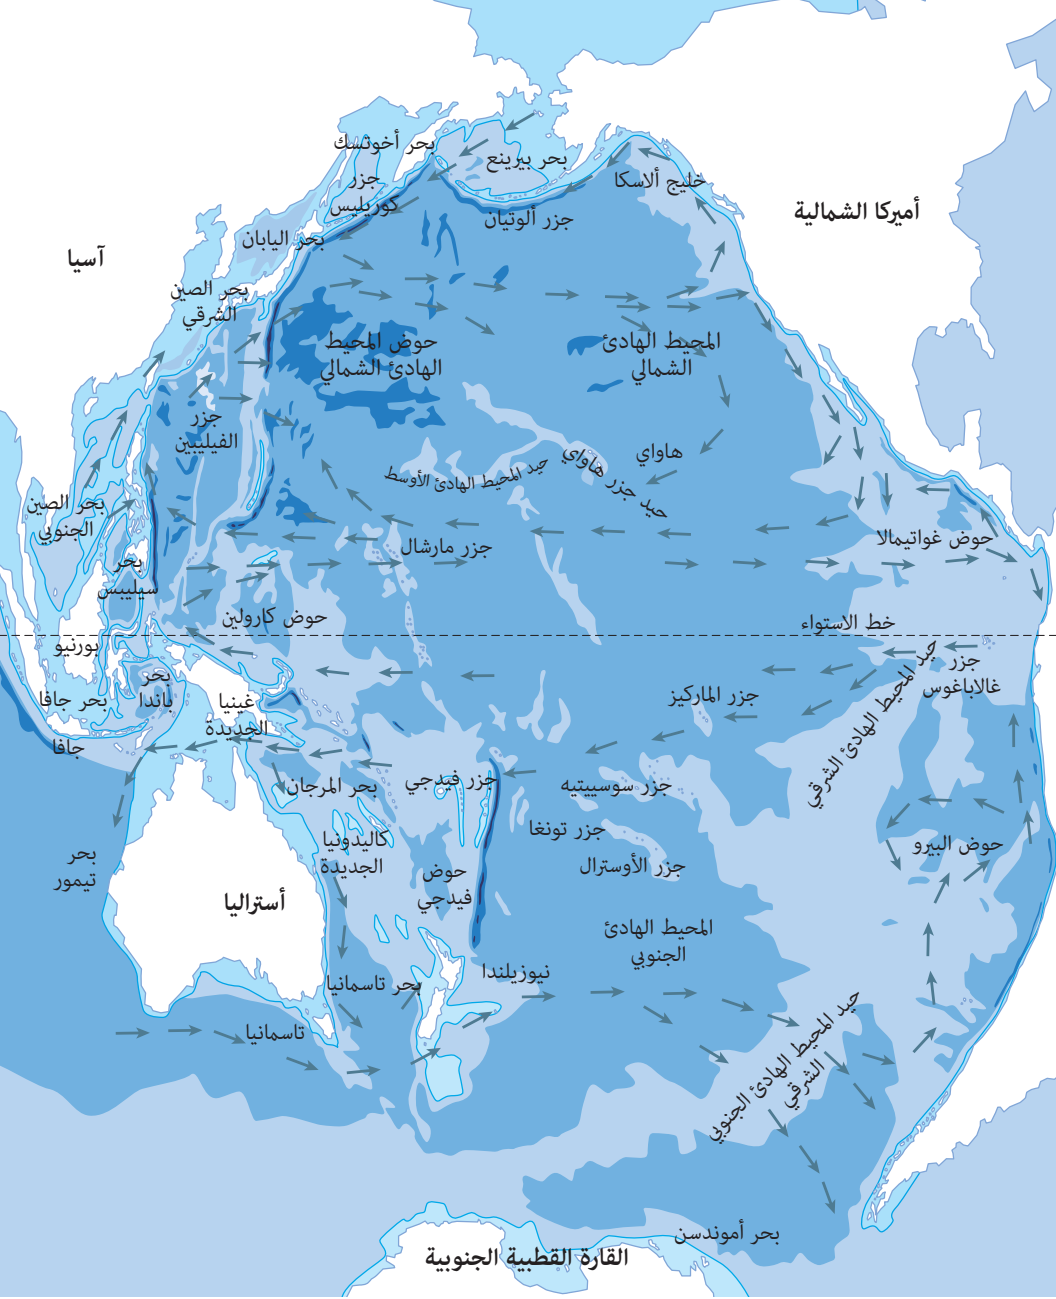 بحر أخوتسك
بحر بيرينع
خليج ألاسكا
جزر
كوريليس
جزر ألوتيان
أميركا الشمالية
بحر اليابان
آسيا
بحر الصين
الشرقي
حوض المحيط
الهادئ الشمالي
المحيط الهادئ
الشمالي
جزر
الفيليبين
هاواي
حيد جزر هاواي
حيد المحيط الهادئ الأوسط
بحر الصين
الجنوبي
جزر مارشال
حوض غواتيمالا
بحر
سيليبس
حوض كارولين
خط الاستواء
بورنيو
جزر
غالاباغوس
بحر
باندا
بحر جافا
غينيا
الجديدة
جزر الماركيز
حيد المحيط الهادئ الشرقي
جافا
بحر المرجان
جزر فيدجي
جزر سوسييتيه
جزر تونغا
كاليدونيا
الجديدة
حوض البيرو
بحر
تيمور
حوض
فيدجي
جزر الأوسترال
أستراليا
المحيط الهادئ
الجنوبي
نيوزيلندا
بحر تاسمانيا
تاسمانيا
حيد المحيط الهادئ الجنوبي
الشرقي
بحر أموندسن
القارة القطبية الجنوبية